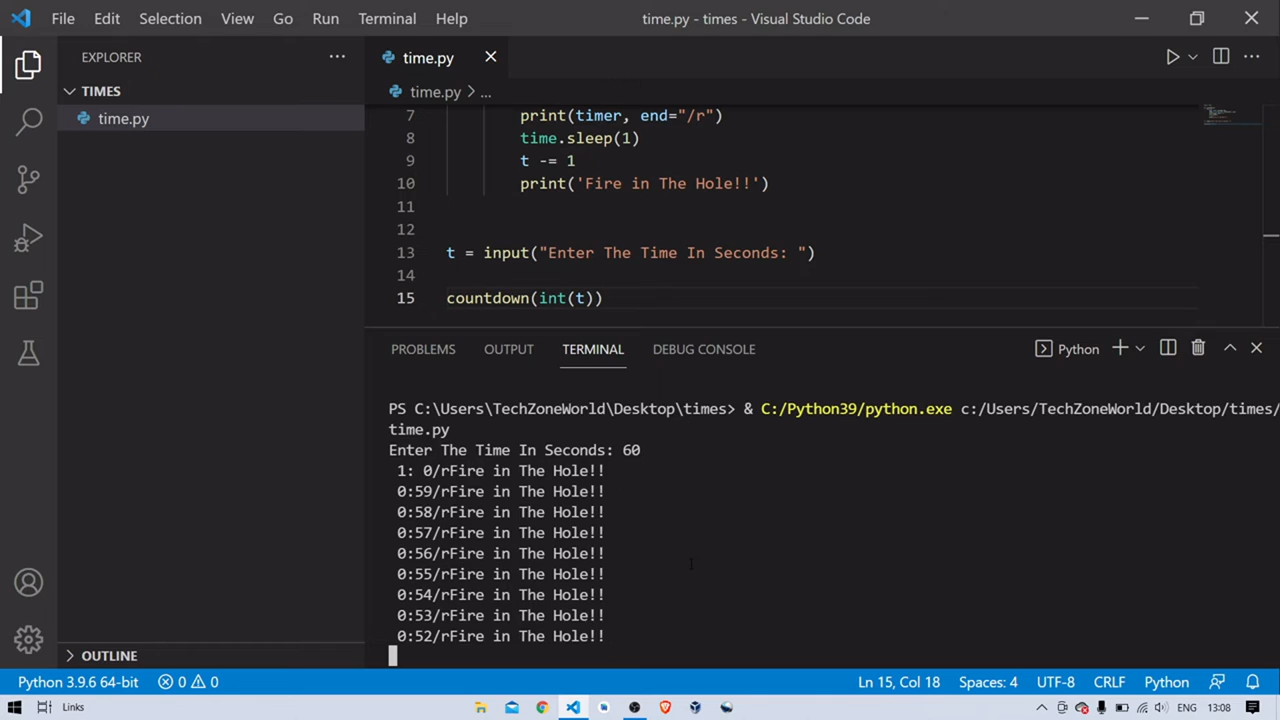 File Edit Selection View Go Run Terminal Help time.py - times - Visual Studio Code
EXPLORER
TIMES
time.py
OUTLINE
time.py
time.py > ...
7 print(timer, end="/r")
8 time.sleep(1)
9 t -= 1
10 print('Fire in The Hole!!')
11
12
13 t = input("Enter The Time In Seconds: ")
14
15 countdown(int(t))
PROBLEMS OUTPUT TERMINAL DEBUG CONSOLE Python
PS C:\Users\TechZoneWorld\Desktop\times> & C:/Python39/python.exe c:/Users/TechZoneWorld/Desktop/times/
time.py
Enter The Time In Seconds: 60
1: 0/rFire in The Hole!!
0:59/rFire in The Hole!!
0:58/rFire in The Hole!!
0:57/rFire in The Hole!!
0:56/rFire in The Hole!!
0:55/rFire in The Hole!!
0:54/rFire in The Hole!!
0:53/rFire in The Hole!!
0:52/rFire in The Hole!!
Python 3.9.6 64-bit 0 0 Ln 15, Col 18 Spaces: 4 UTF-8 CRLF Python
Links ENG 13:08